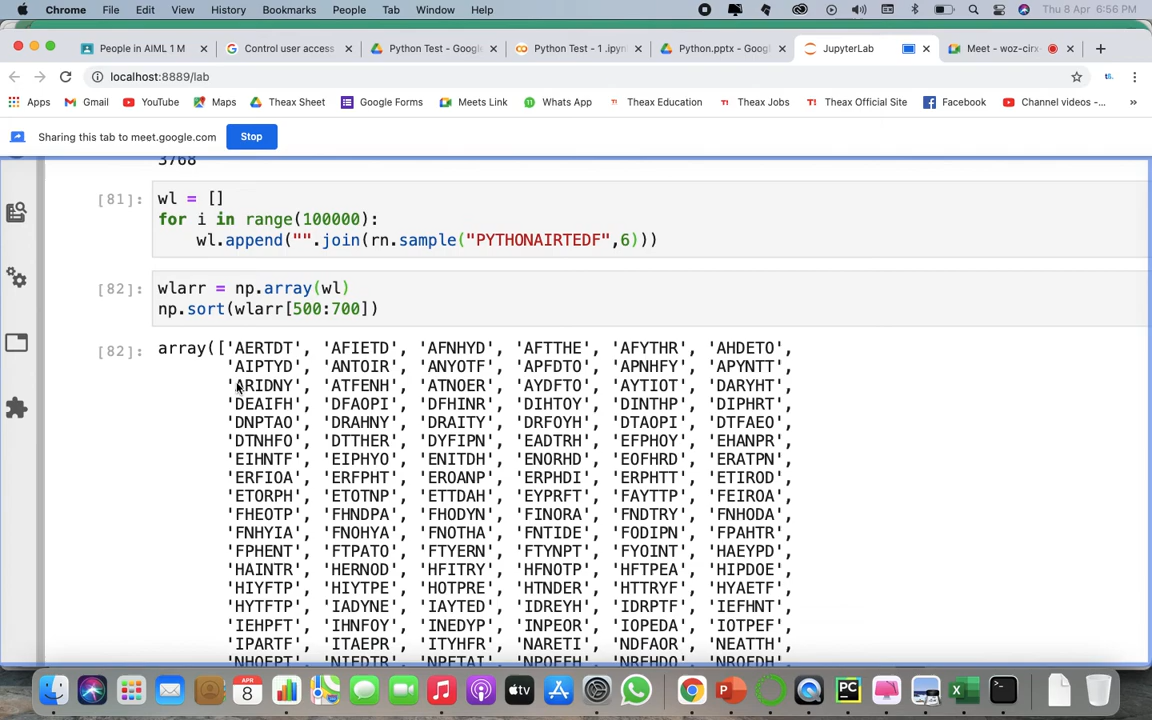 Chrome File Edit View History Bookmarks People Tab Window Help Thu 8 Apr 6:56 PM
People in AIML 1 M Control user access Python Test - Google Python Test - 1 .ipyn Python.pptx - Google JupyterLab Meet - woz-cirx-
localhost:8889/lab
Apps Gmail YouTube Maps Theax Sheet Google Forms Meets Link Whats App Theax Education Theax Jobs Theax Official Site Facebook Channel videos -...
Sharing this tab to meet.google.com Stop
3768
[81]: wl = []
for i in range(100000):
wl.append("".join(rn.sample("PYTHONAIRTEDF",6)))
[82]: wlarr = np.array(wl)
np.sort(wlarr[500:700])
[82]: array(['AERTDT', 'AFIETD', 'AFNHYD', 'AFTTHE', 'AFYTHR', 'AHDETO',
'AIPTYD', 'ANTOIR', 'ANYOTF', 'APFDTO', 'APNHFY', 'APYNTT',
'ARIDNY', 'ATFENH', 'ATNOER', 'AYDFTO', 'AYTIOT', 'DARYHT',
'DEAIFH', 'DFAOPI', 'DFHINR', 'DIHTOY', 'DINTHP', 'DIPHRT',
'DNPTAO', 'DRAHNY', 'DRAITY', 'DRFOYH', 'DTAOPI', 'DTFAEO',
'DTNHFO', 'DTTHER', 'DYFIPN', 'EADTRH', 'EFPHOY', 'EHANPR',
'EIHNTF', 'EIPHYO', 'ENITDH', 'ENORHD', 'EOFHRD', 'ERATPN',
'ERFIOA', 'ERFPHT', 'EROANP', 'ERPHDI', 'ERPHTT', 'ETIROD',
'ETORPH', 'ETOTNP', 'ETTDAH', 'EYPRFT', 'FAYTTP', 'FEIROA',
'FHEOTP', 'FHNDPA', 'FHODYN', 'FINORA', 'FNDTRY', 'FNHODA',
'FNHYIA', 'FNOHYA', 'FNOTHA', 'FNTIDE', 'FODIPN', 'FPAHTR',
'FPHENT', 'FTPATO', 'FTYERN', 'FTYNPT', 'FYOINT', 'HAEYPD',
'HAINTR', 'HERNOD', 'HFITRY', 'HFNOTP', 'HFTPEA', 'HIPDOE',
'HIYFTP', 'HIYTPE', 'HOTPRE', 'HTNDER', 'HTTRYF', 'HYAETF',
'HYTFTP', 'IADYNE', 'IAYTED', 'IDREYH', 'IDRPTF', 'IEFHNT',
'IEHPFT', 'IHNFOY', 'INEDYP', 'INPEOR', 'IOPEDA', 'IOTPEF',
'IPARTF', 'ITAEPR', 'ITYHFR', 'NARETI', 'NDFAOR', 'NEATTH',